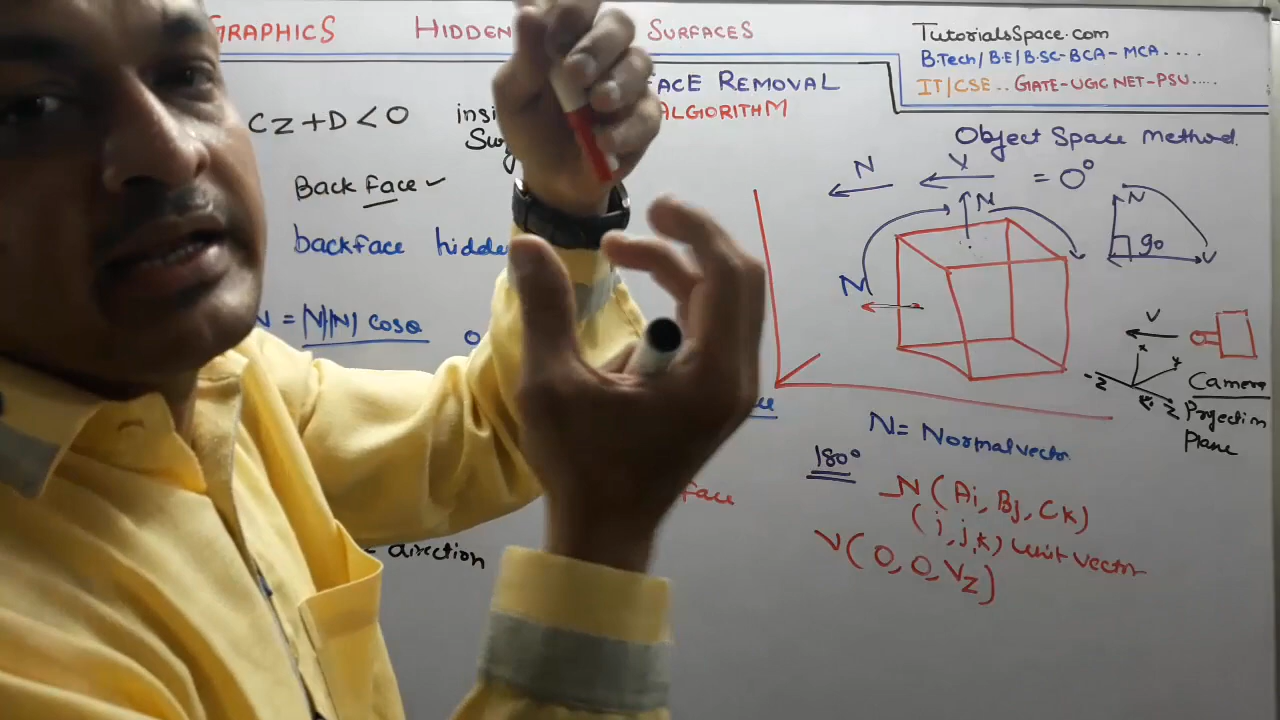 GRAPHICS HIDDEN SURFACES
TutorialsSpace.com
B.Tech/B.E/B.SC-BCA-MCA.....
IT/CSE.. GATE-UGC NET-PSU.....
FACE REMOVAL
ALGORITHM
CZ+D<0 insi
Back Face ✓
backface hidde
N = |V||N| cosθ
face
- direction
Object Space Method.
N V = 0°
N
N
N
90
V
V
x
y
-z
z
Camera
Projection
Plane
N = Normal vector
180°
N (Ai, Bj, Ck)
(i, j, k) unit vector
V (0, 0, Vz)